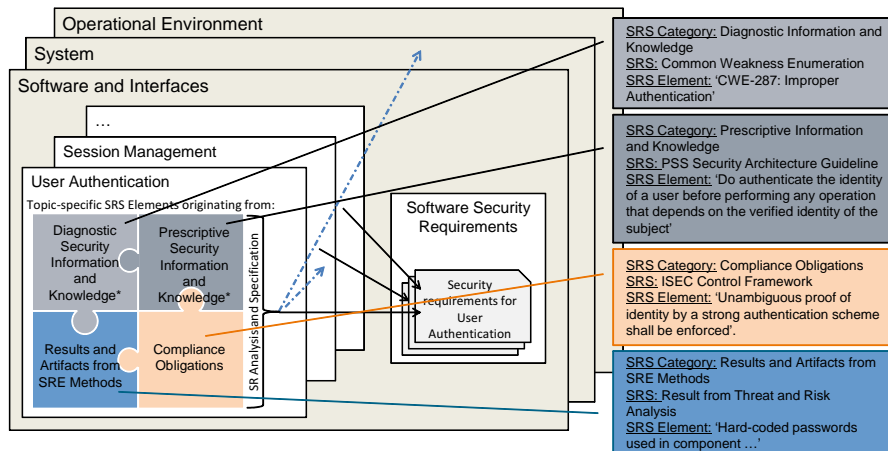 Operational Environment
System
Software and Interfaces
…
Session Management
User Authentication
Topic-specific SRS Elements originating from:
Diagnostic
Security
Information
and
Knowledge*
Prescriptive
Security
Information
and
Knowledge*
Results and
Artifacts from
SRE Methods
Compliance
Obligations
SR Analysis and Specification
Software Security
Requirements
Security
requirements for
User
Authentication
SRS Category: Diagnostic Information and
Knowledge
SRS: Common Weakness Enumeration
SRS Element: ‘CWE-287: Improper
Authentication’
SRS Category: Prescriptive Information
and Knowledge
SRS: PSS Security Architecture Guideline
SRS Element: ‘Do authenticate the identity
of a user before performing any operation
that depends on the verified identity of the
subject’
SRS Category: Compliance Obligations
SRS: ISEC Control Framework
SRS Element: ‘Unambiguous proof of
identity by a strong authentication scheme
shall be enforced’.
SRS Category: Results and Artifacts from
SRE Methods
SRS: Result from Threat and Risk
Analysis
SRS Element: ‘Hard-coded passwords
used in component …’